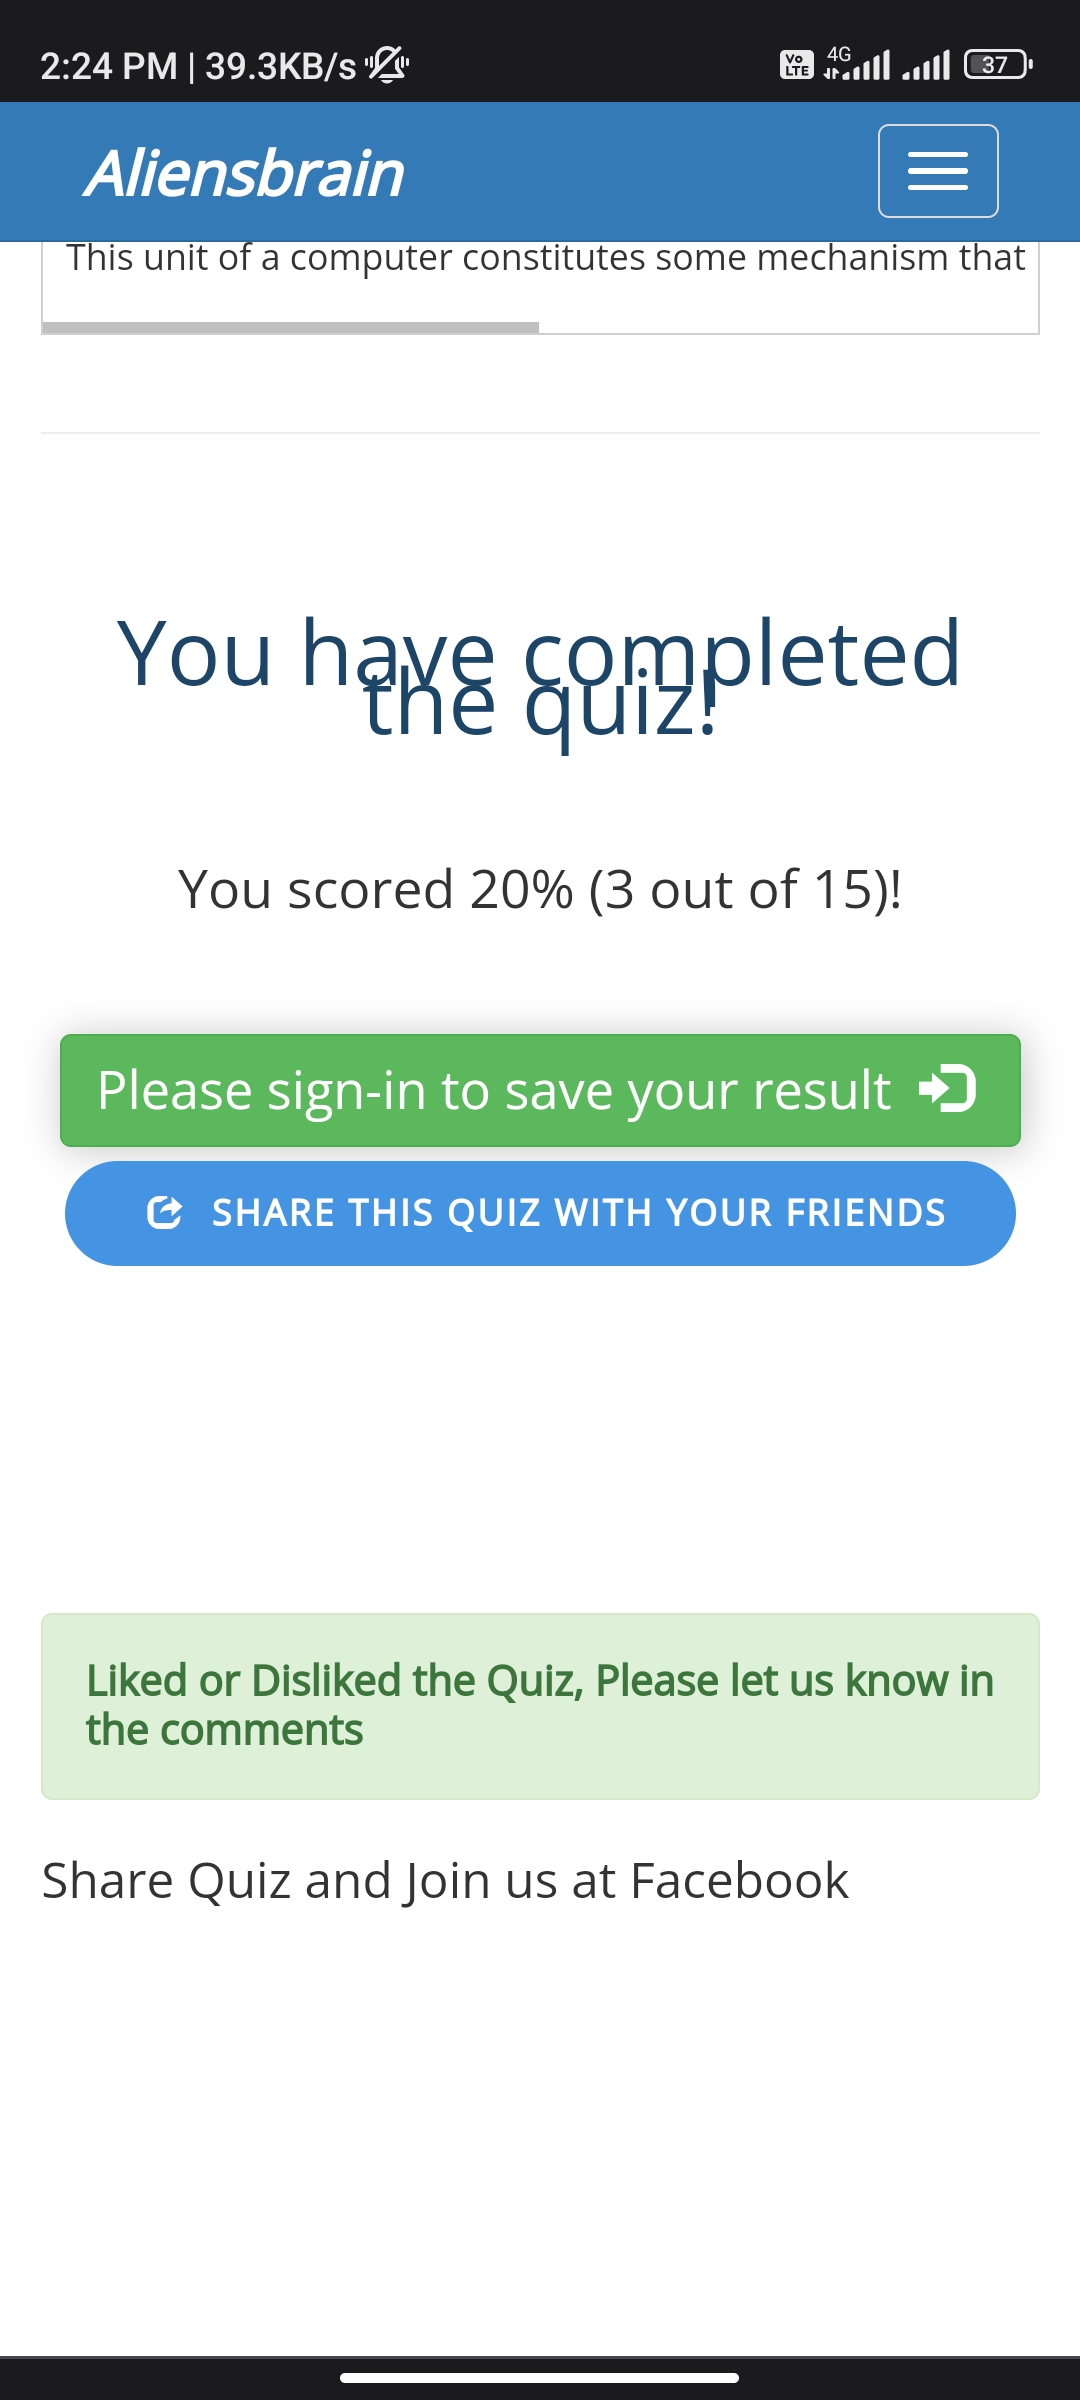 2:24 PM | 39.3KB/s
Vo LTE 4G 37
Aliensbrain
This unit of a computer constitutes some mechanism that
You have completed
the quiz!
You scored 20% (3 out of 15)!
Please sign-in to save your result
SHARE THIS QUIZ WITH YOUR FRIENDS
Liked or Disliked the Quiz, Please let us know in
the comments
Share Quiz and Join us at Facebook